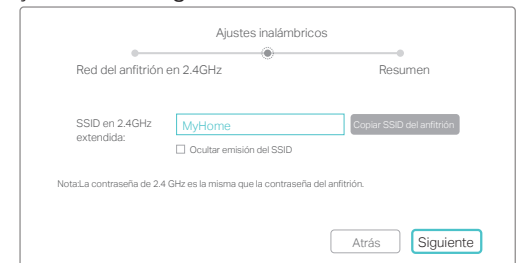 Ajustes inalámbricos
Red del anfitrión en 2.4GHz
Resumen
SSID en 2.4GHz
extendida:
MyHome
Copiar SSID del anfitrión
Ocultar emisión del SSID
Nota:La contraseña de 2.4 GHz es la misma que la contraseña del anfitrión.
Atrás
Siguiente